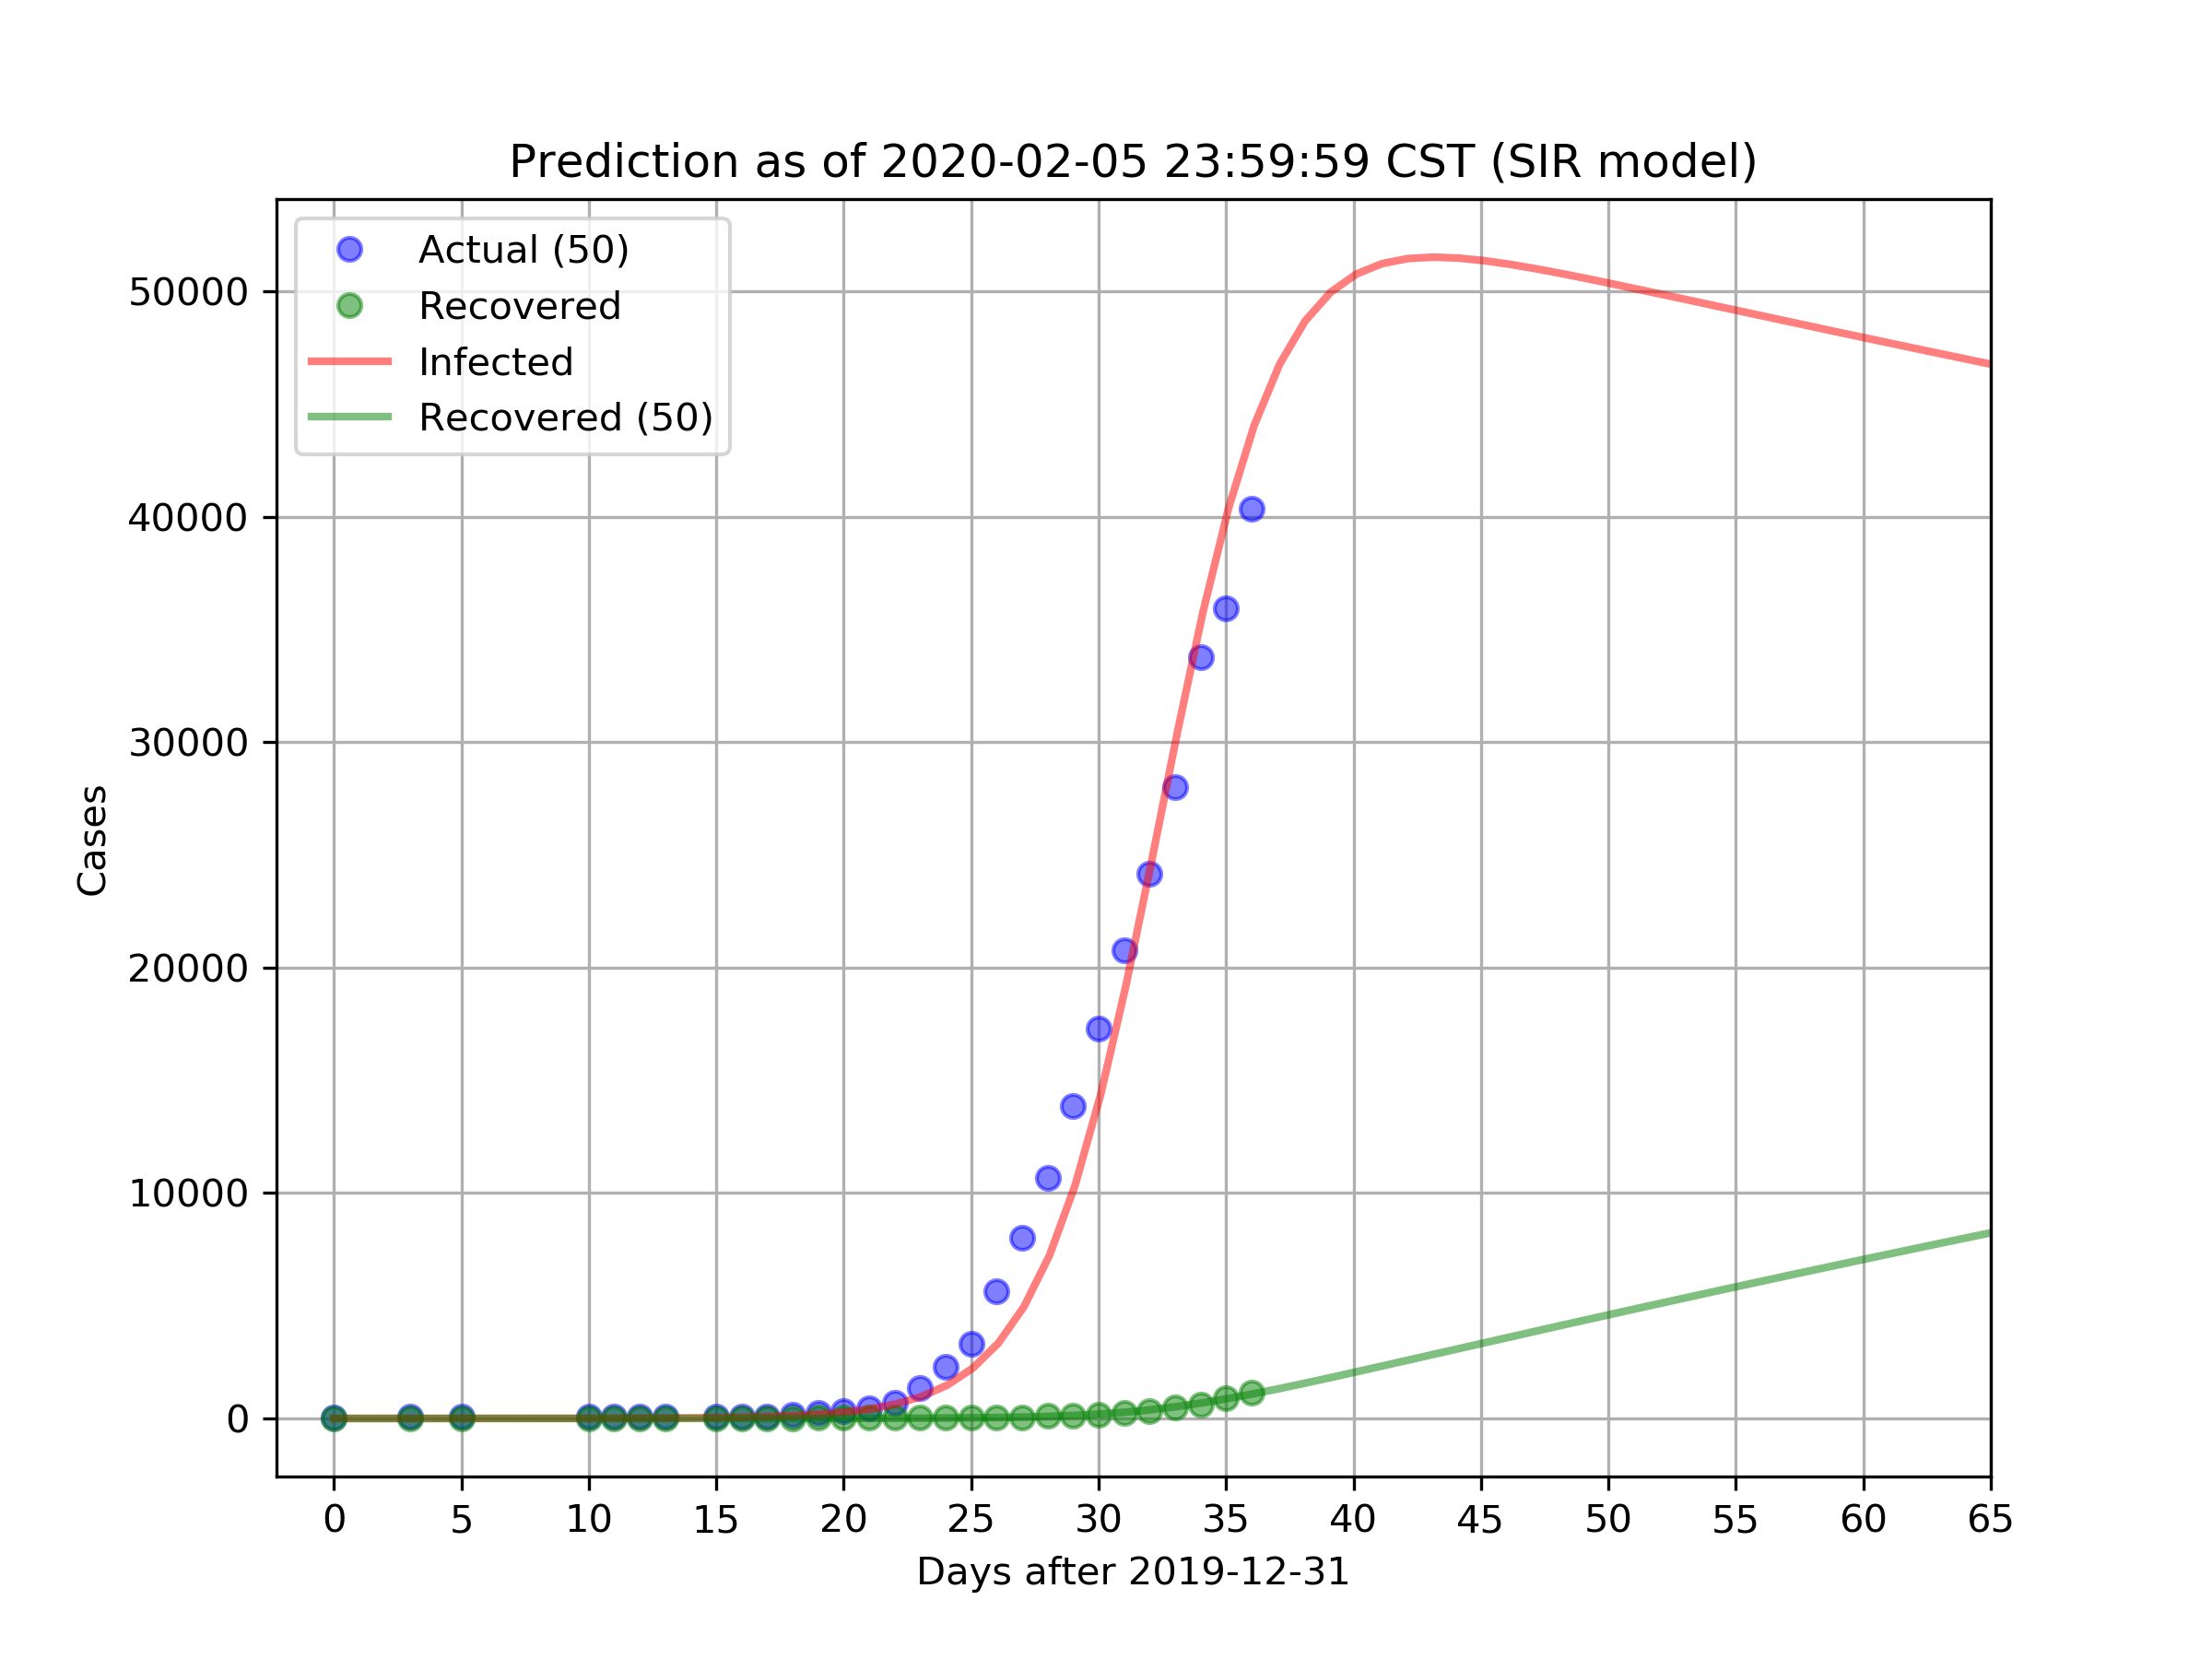 Prediction as of 2020-02-05 23:59:59 CST (SIR model)
Actual (50)
Recovered
Infected
Recovered (50)
50000
40000
30000
20000
10000
0
Cases
0 5 10 15 20 25 30 35 40 45 50 55 60 65
Days after 2019-12-31